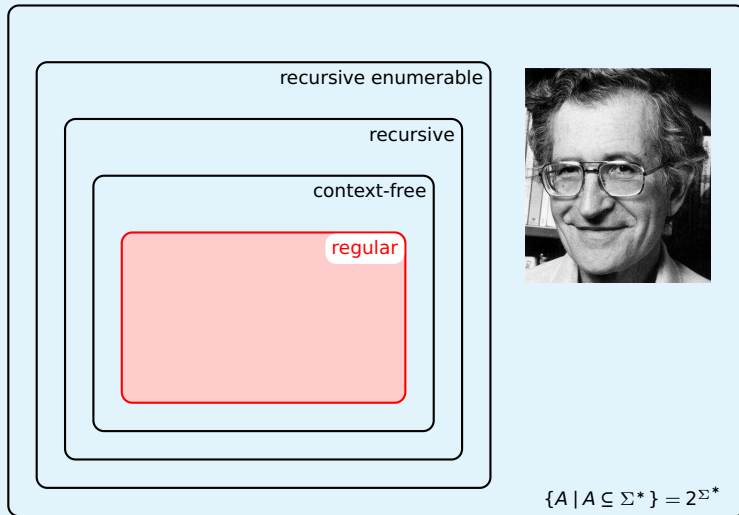 recursive enumerable
recursive
context-free
regular
{A | A ⊆ Σ*} = 2^Σ*